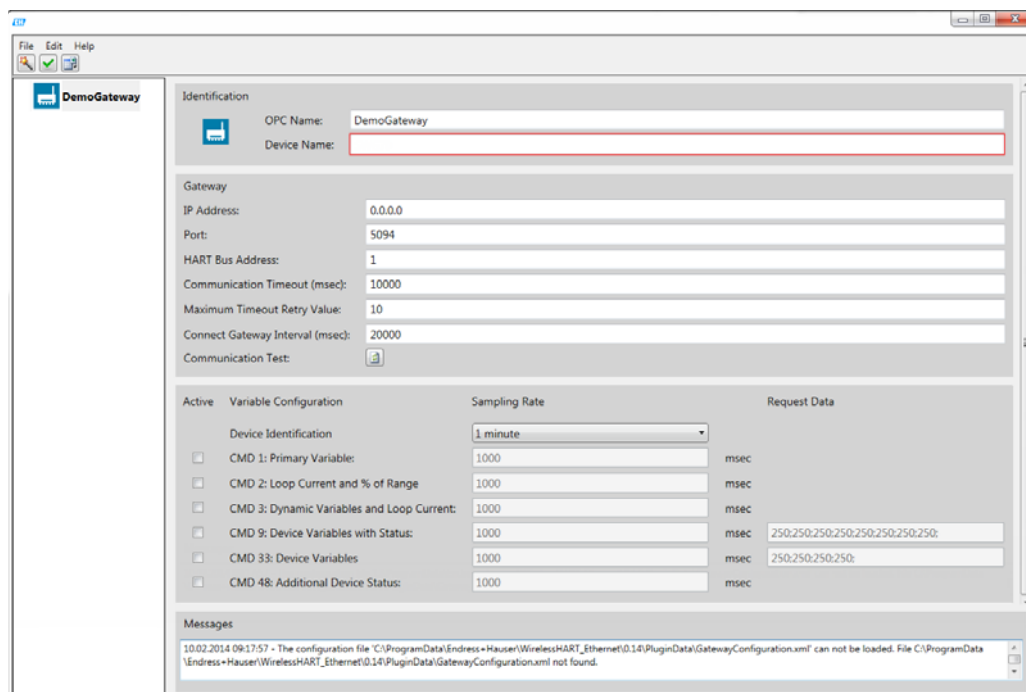 EH
File Edit Help
DemoGateway
Identification
OPC Name: DemoGateway
Device Name:
Gateway
IP Address: 0.0.0.0
Port: 5094
HART Bus Address: 1
Communication Timeout (msec): 10000
Maximum Timeout Retry Value: 10
Connect Gateway Interval (msec): 20000
Communication Test:
Active Variable Configuration Sampling Rate Request Data
Device Identification 1 minute
CMD 1: Primary Variable: 1000 msec
CMD 2: Loop Current and % of Range 1000 msec
CMD 3: Dynamic Variables and Loop Current: 1000 msec
CMD 9: Device Variables with Status: 1000 msec 250;250;250;250;250;250;250;250;
CMD 33: Device Variables 1000 msec 250;250;250;250;
CMD 48: Additional Device Status: 1000 msec
Messages
10.02.2014 09:17:57 - The configuration file 'C:\ProgramData\Endress+Hauser\WirelessHART_Ethernet\0.14\PluginData\GatewayConfiguration.xml' can not be loaded. File C:\ProgramData
\Endress+Hauser\WirelessHART_Ethernet\0.14\PluginData\GatewayConfiguration.xml not found.